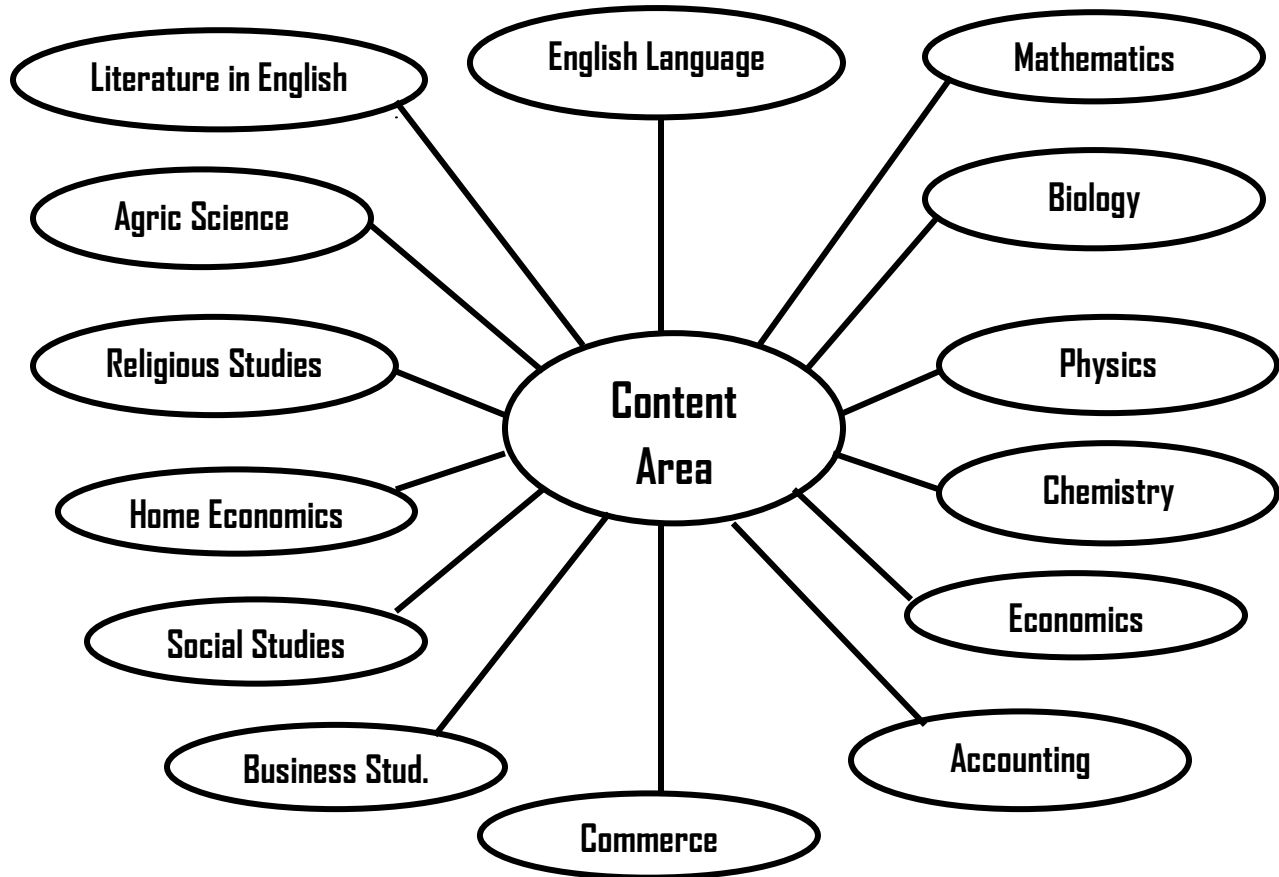 Literature in English
English Language
Mathematics
Agric Science
Biology
Religious Studies
Physics
Content
Area
Home Economics
Chemistry
Social Studies
Economics
Business Stud.
Accounting
Commerce